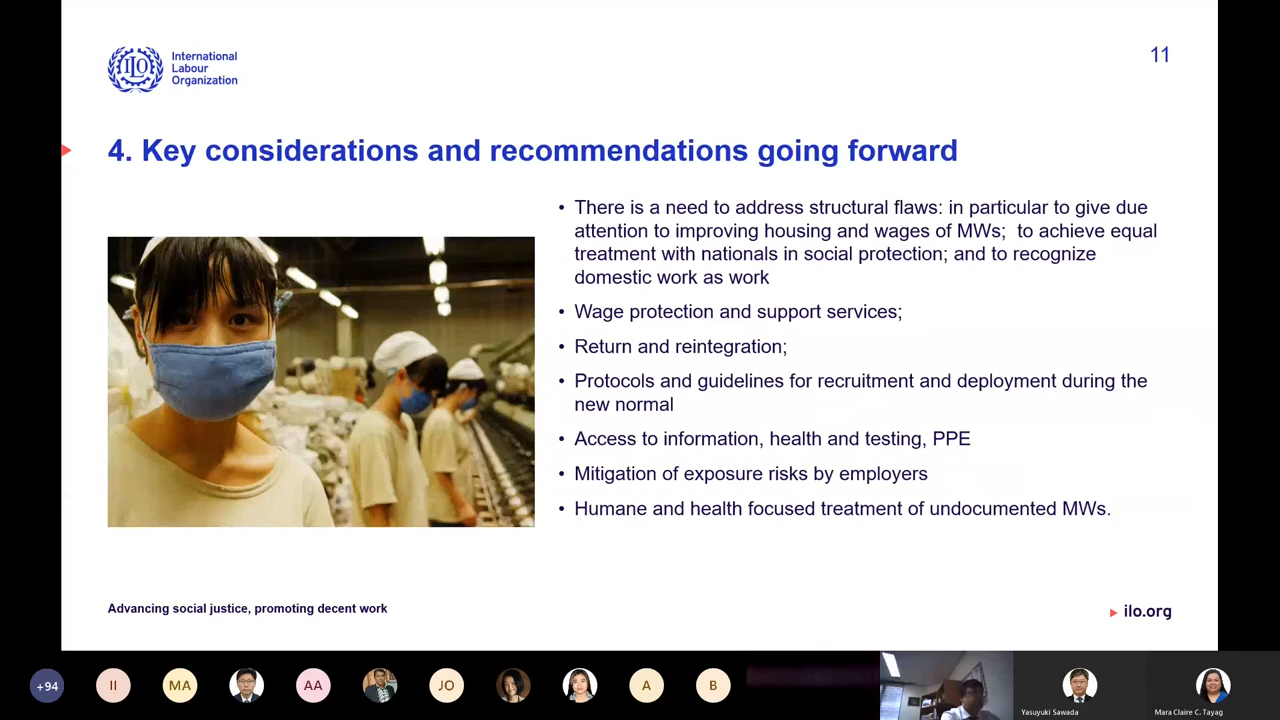 International
Labour
Organization
11
4. Key considerations and recommendations going forward
• There is a need to address structural flaws: in particular to give due
attention to improving housing and wages of MWs;  to achieve equal
treatment with nationals in social protection; and to recognize
domestic work as work
• Wage protection and support services;
• Return and reintegration;
• Protocols and guidelines for recruitment and deployment during the
new normal
• Access to information, health and testing, PPE
• Mitigation of exposure risks by employers
• Humane and health focused treatment of undocumented MWs.
Advancing social justice, promoting decent work
ilo.org
+94
II
MA
AA
JO
A
B
Yasuyuki Sawada
Mara Claire C. Tayag